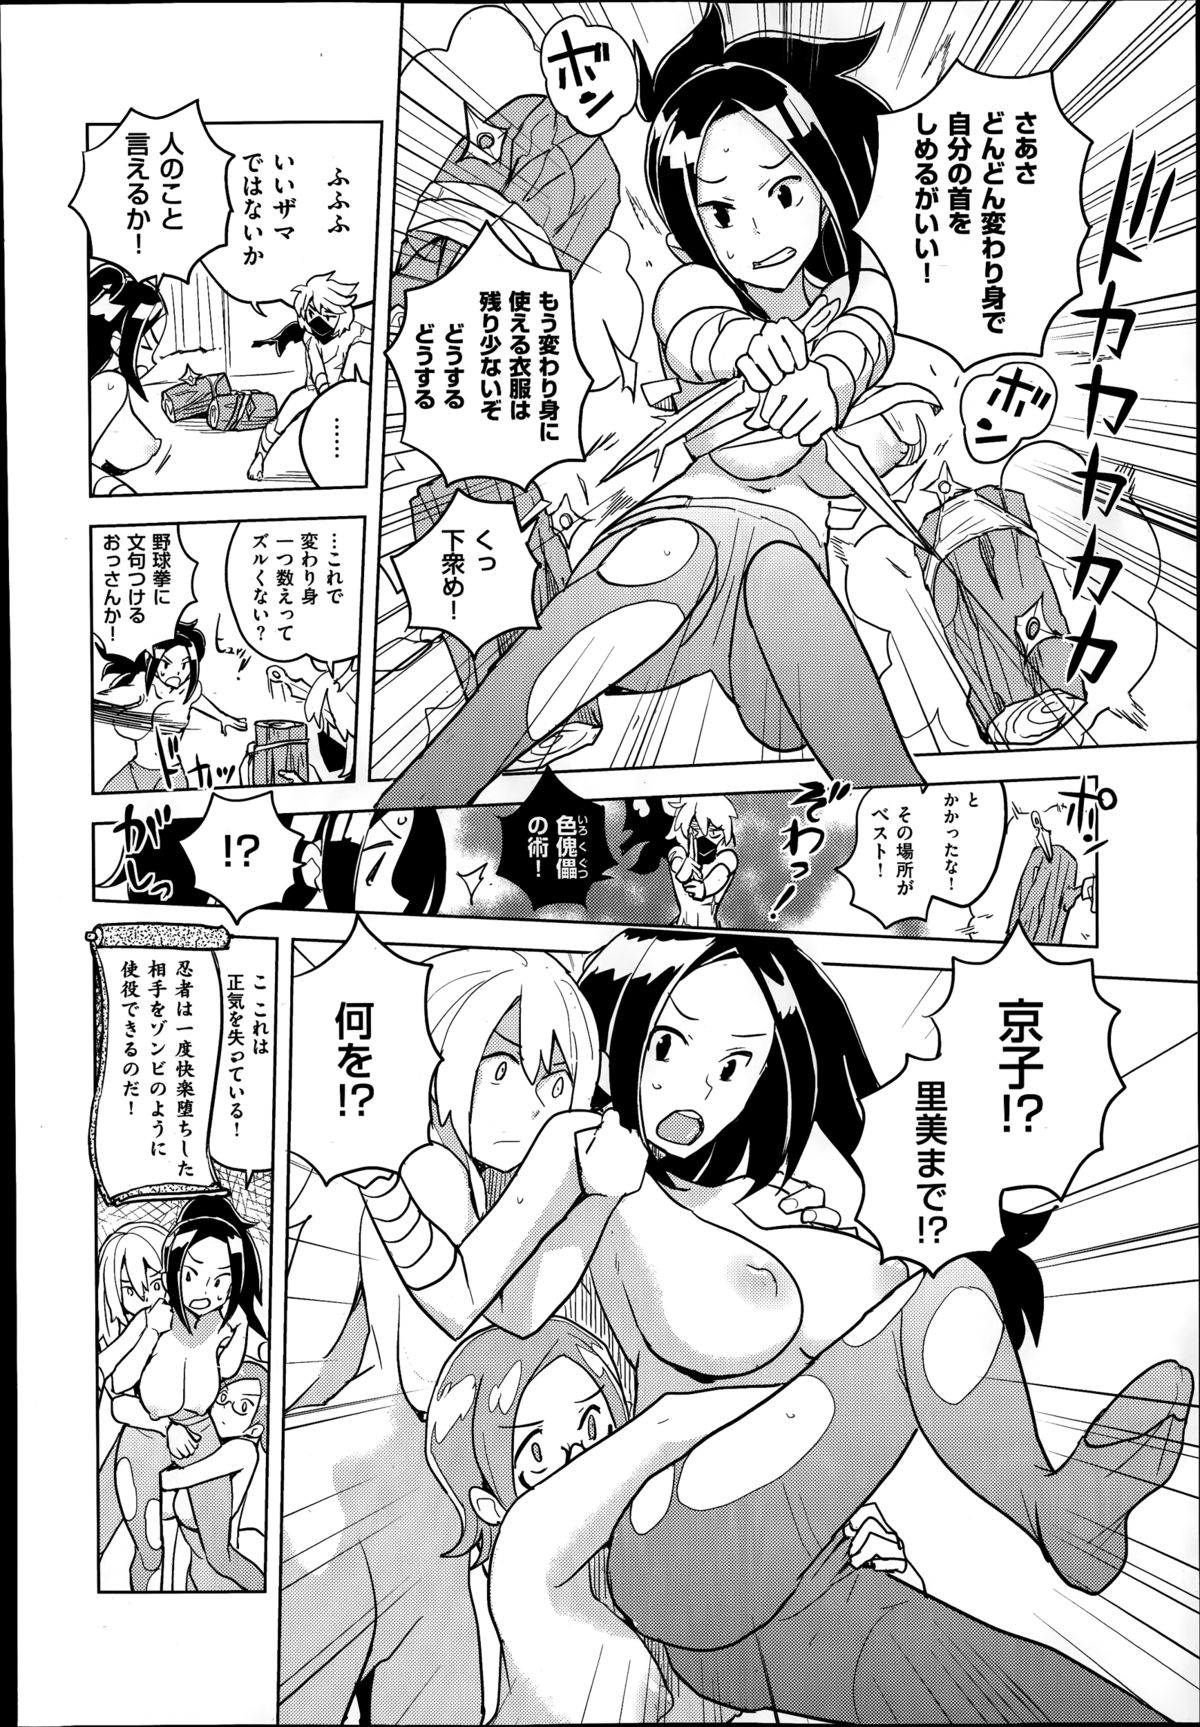 ボン
さあさ
どんどん変わり身で
自分の首を
しめるがいい!
ドカカカカカ
ボン
もう変わり身に
使える衣服は
残り少ないぞ
どうする
どうする
くっ
下衆め!
ふふふ
いいザマ
ではないか
人のこと
言えるか!
……
…これで
変わり身
一つ数えって
ズルくない?
野球拳に
文句つける
おっさんか!
ヒュッ!
ドカッ
ポン
と
かかったな!
その場所が
ベスト!
ぞわっ!
色傀儡
いろくぐつ
の術!
!?
がしっ
京子!?
里美まで!?
何を!?
こ これは
正気を失っている!
忍者は一度快楽堕ちした
相手をゾンビのように
使役できるのだ!